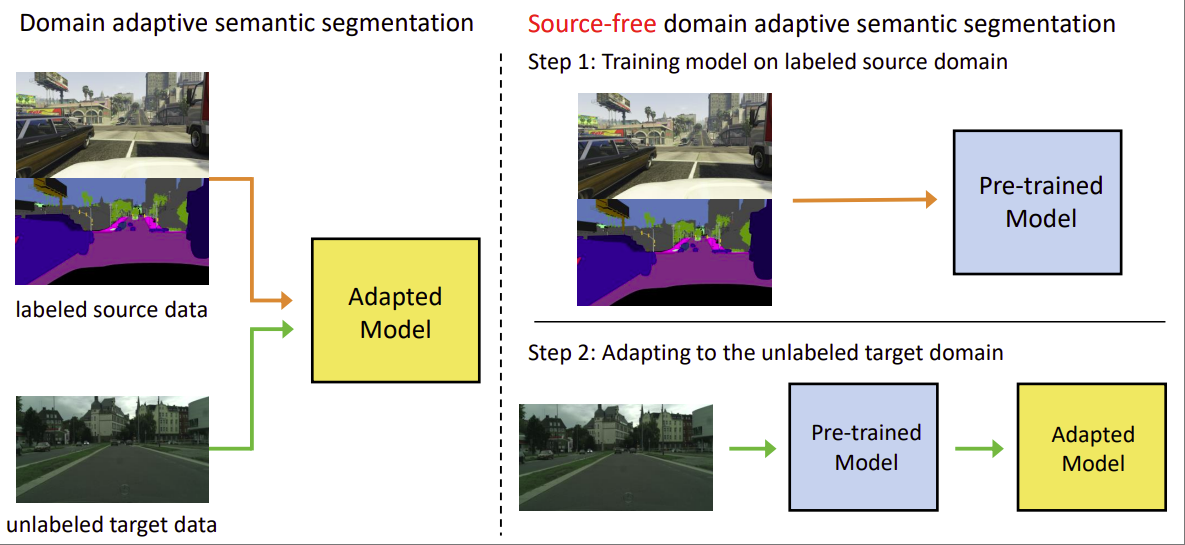 Domain adaptive semantic segmentation
labeled source data
unlabeled target data
Adapted
Model
Source-free domain adaptive semantic segmentation
Step 1: Training model on labeled source domain
Pre-trained
Model
Step 2: Adapting to the unlabeled target domain
Pre-trained
Model
Adapted
Model